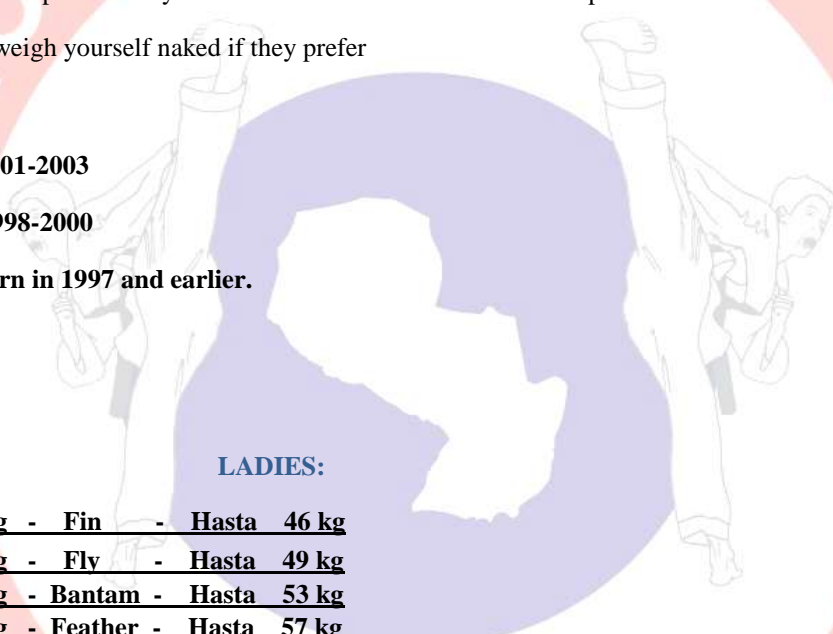 weigh yourself naked if they prefer
01-2003
998-2000
rn in 1997 and earlier.
LADIES:
g - Fin - Hasta 46 kg
g - Fly - Hasta 49 kg
g - Bantam - Hasta 53 kg
g - Feather - Hasta 57 kg